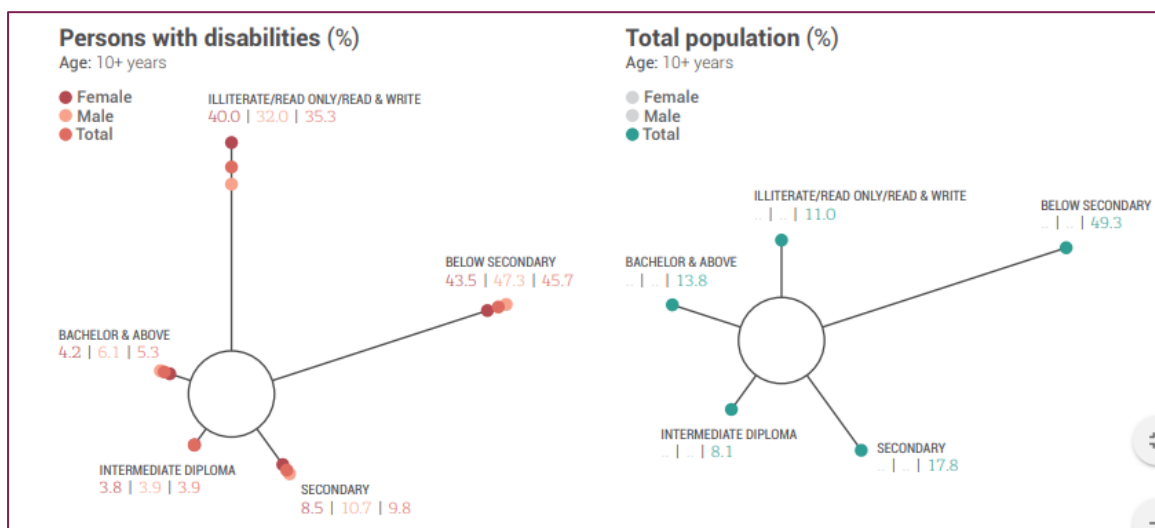 Persons with disabilities (%)
Age: 10+ years
Female
Male
Total
ILLITERATE/READ ONLY/READ & WRITE
40.0 | 32.0 | 35.3
BELOW SECONDARY
43.5 | 47.3 | 45.7
BACHELOR & ABOVE
4.2 | 6.1 | 5.3
INTERMEDIATE DIPLOMA
3.8 | 3.9 | 3.9
SECONDARY
8.5 | 10.7 | 9.8
Total population (%)
Age: 10+ years
Female
Male
Total
ILLITERATE/READ ONLY/READ & WRITE
.. | .. | 11.0
BELOW SECONDARY
.. | .. | 49.3
BACHELOR & ABOVE
.. | .. | 13.8
INTERMEDIATE DIPLOMA
.. | .. | 8.1
SECONDARY
.. | .. | 17.8